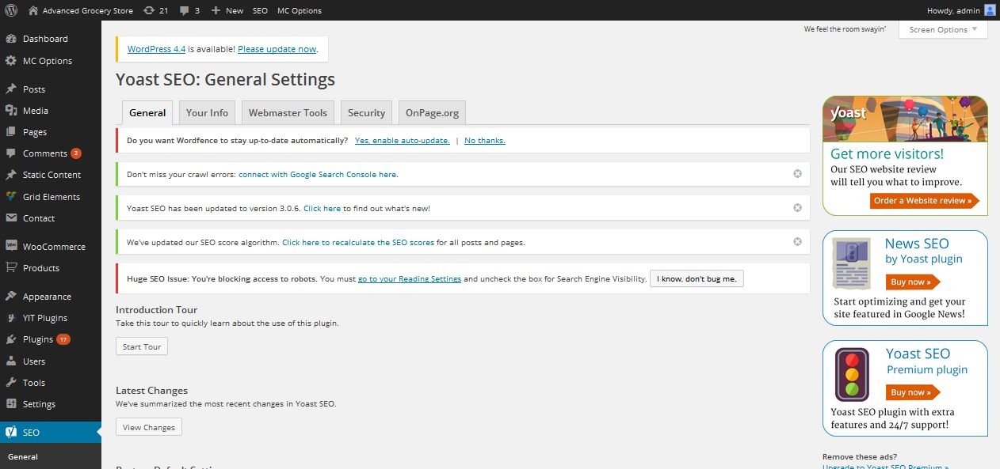 Advanced Grocery Store 21 3 New SEO MC Options Howdy, admin
Dashboard
MC Options
Posts
Media
Pages
Comments 3
Static Content
Grid Elements
Contact
WooCommerce
Products
Appearance
YIT Plugins
Plugins 17
Users
Tools
Settings
SEO
General
We feel the room swayin'
Screen Options
WordPress 4.4 is available! Please update now.
Yoast SEO: General Settings
General Your Info Webmaster Tools Security OnPage.org
Do you want Wordfence to stay up-to-date automatically? Yes, enable auto-update. | No thanks.
Don't miss your crawl errors: connect with Google Search Console here.
Yoast SEO has been updated to version 3.0.6. Click here to find out what's new!
We've updated our SEO score algorithm. Click here to recalculate the SEO scores for all posts and pages.
Huge SEO Issue: You're blocking access to robots. You must go to your Reading Settings and uncheck the box for Search Engine Visibility. I know, don't bug me.
Introduction Tour
Take this tour to quickly learn about the use of this plugin.
Start Tour
Latest Changes
We've summarized the most recent changes in Yoast SEO.
View Changes
yoast
Get more visitors!
Our SEO website review
will tell you what to improve.
Order a Website review »
News SEO
by Yoast plugin
Buy now »
Start optimizing and get your
site featured in Google News!
Yoast SEO
Premium plugin
Buy now »
Yoast SEO plugin with extra
features and 24/7 support!
Remove these ads?
Upgrade to Yoast SEO Premium »